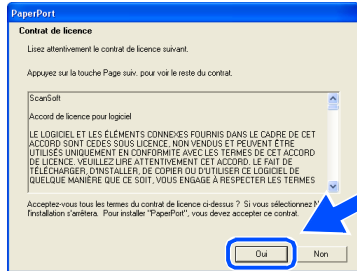 PaperPort
Contrat de licence
Lisez attentivement le contrat de licence suivant.
Appuyez sur la touche Page suiv. pour voir le reste du contrat.
ScanSoft
Accord de licence pour logiciel
LE LOGICIEL ET LES ÉLÉMENTS CONNEXES FOURNIS DANS LE CADRE DE CET
ACCORD SONT CEDES SOUS LICENCE, NON VENDUS ET PEUVENT ÊTRE
UTILISÉS UNIQUEMENT EN CONFORMITE AVEC LES TERMES DE CET ACCORD
DE LICENCE. VEUILLEZ LIRE ATTENTIVEMENT CET ACCORD. LE FAIT DE
TÉLÉCHARGER, D'INSTALLER, DE COPIER OU D'UTILISER CE LOGICIEL DE
QUELQUE MANIÈRE QUE CE SOIT, VOUS ENGAGE À RESPECTER LES TERMES
Acceptez-vous tous les termes du contrat de licence ci-dessus ? Si vous sélectionnez
l'installation s'arrêtera. Pour installer "PaperPort", vous devez accepter ce contrat.
Oui
Non